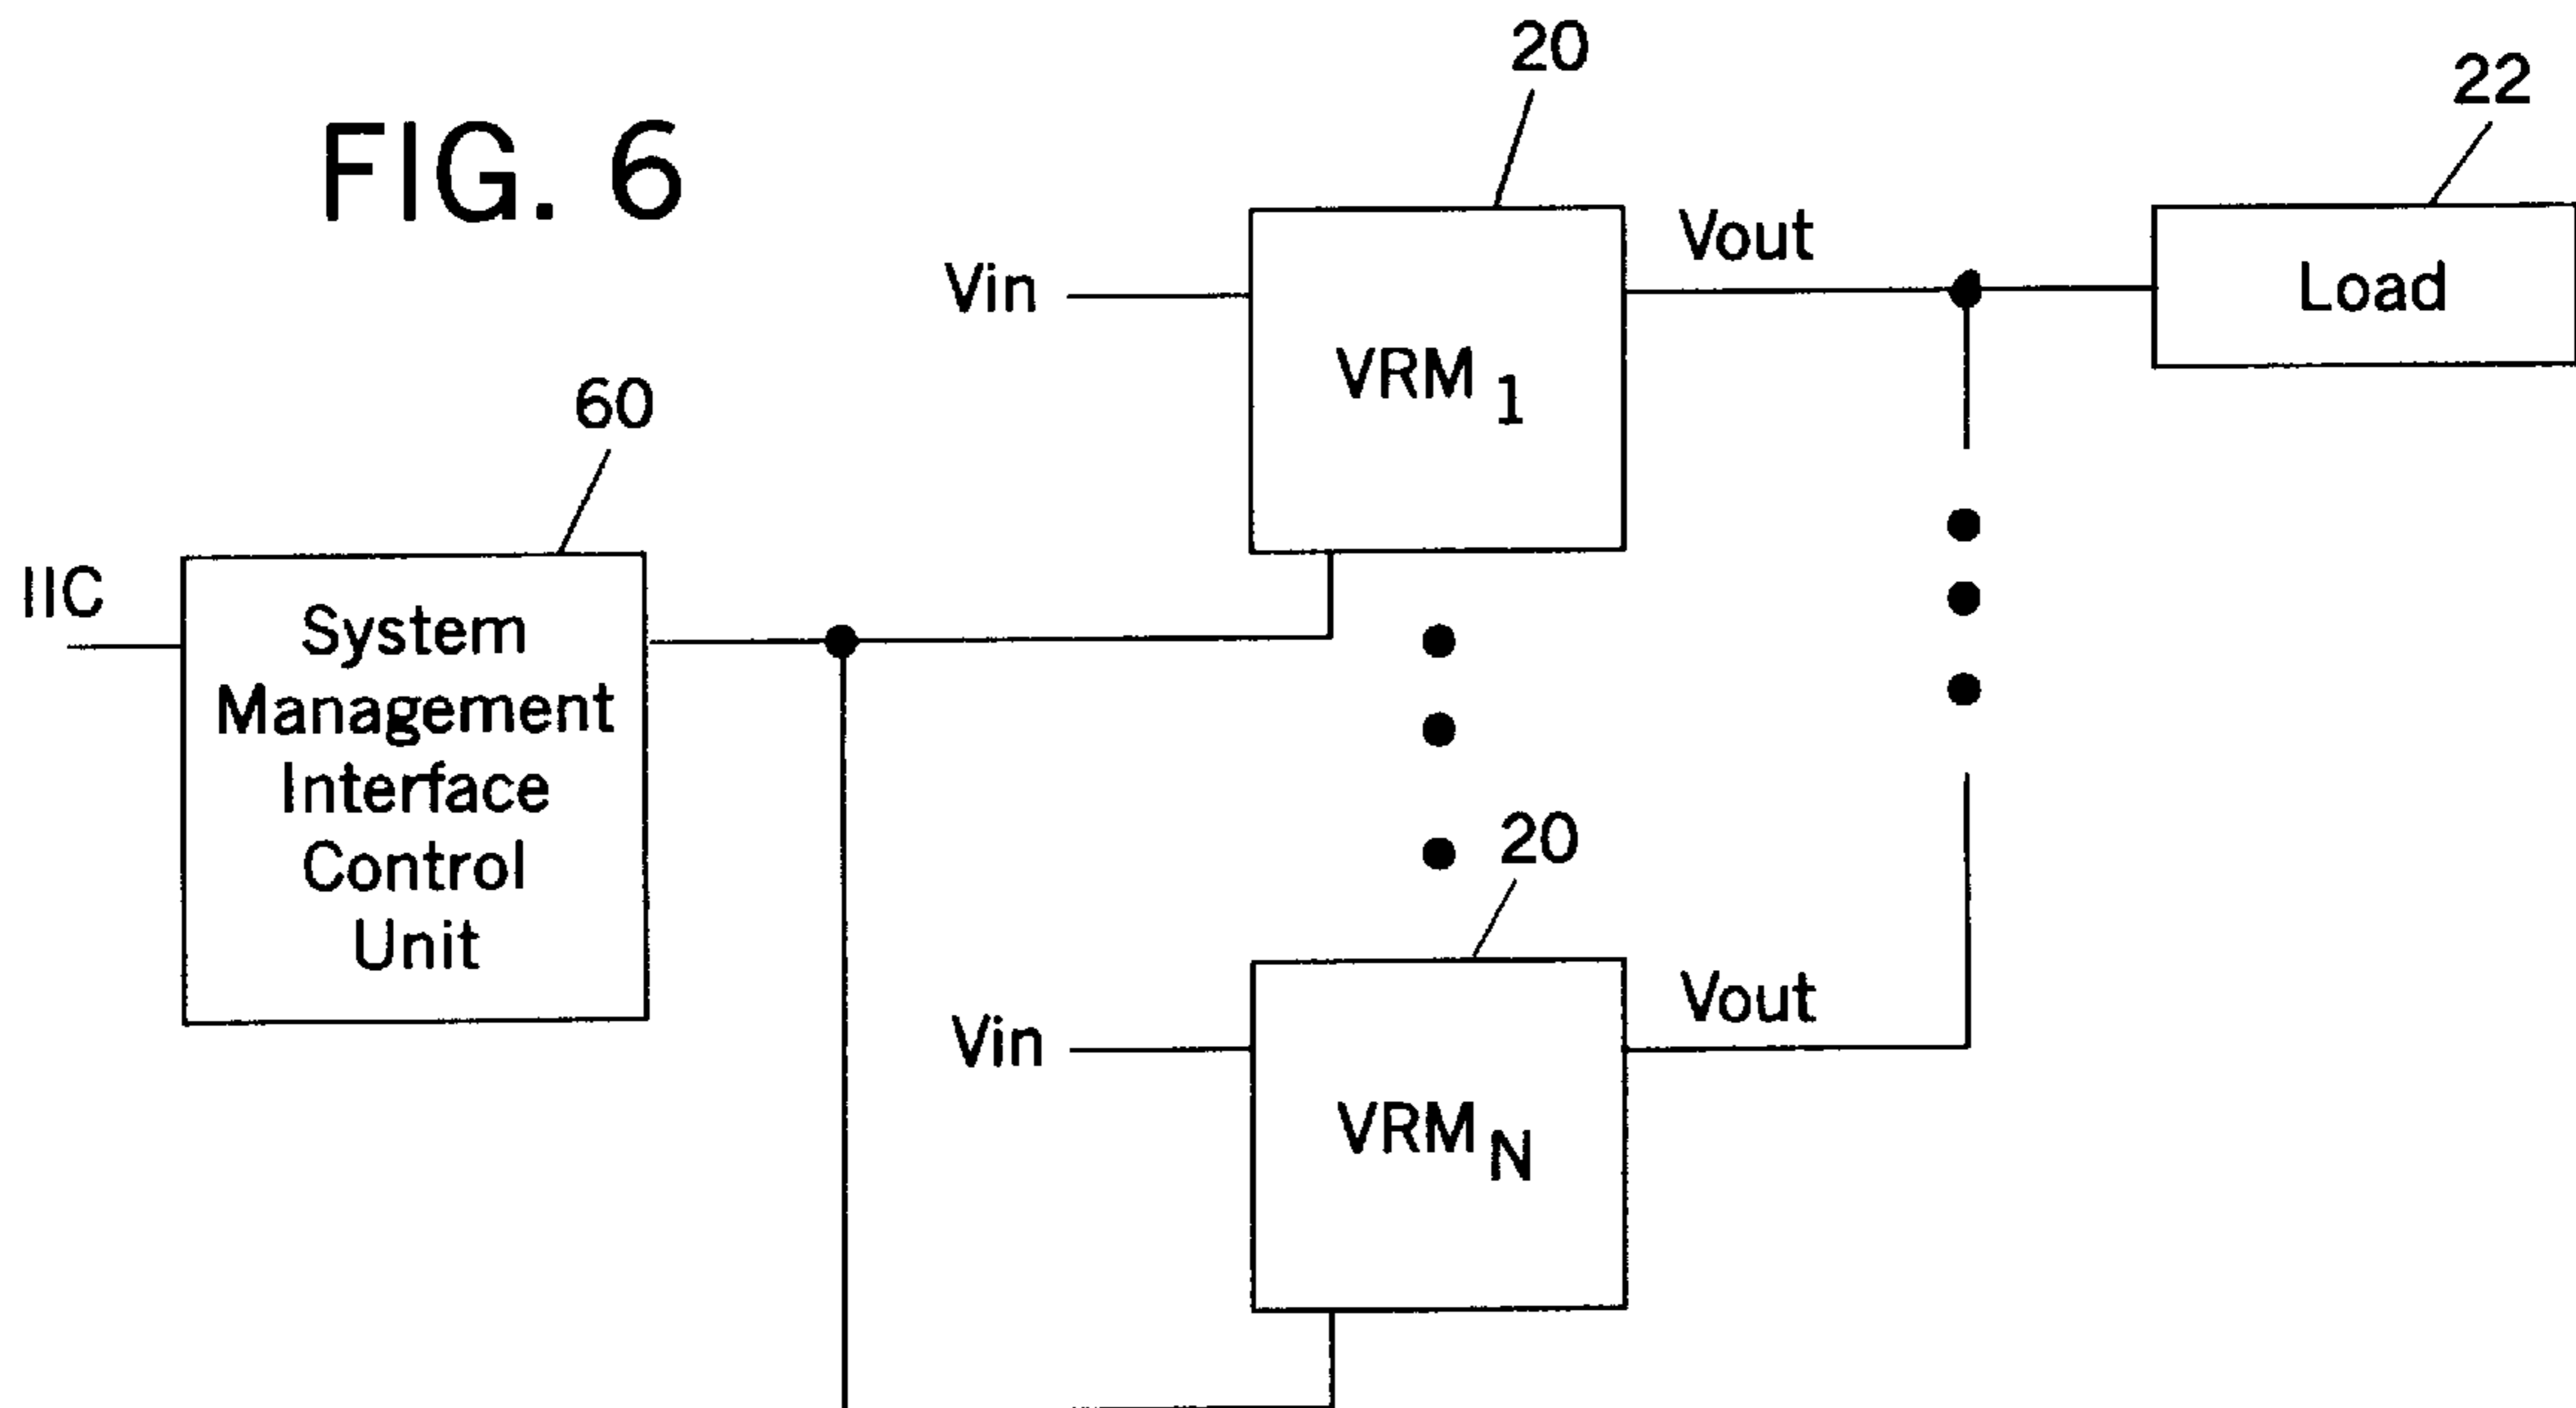 FIG. 6
20
22
Vin
VRM 1
Vout
Load
60
IIC
System
Management
Interface
Control
Unit
20
Vin
VRM N
Vout